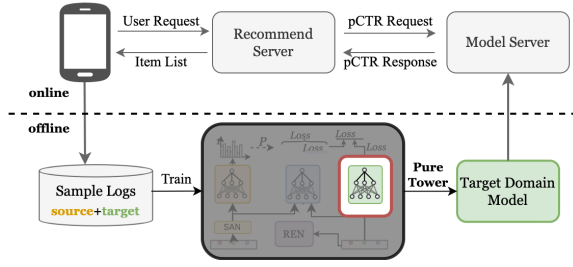 User Request
Item List
Recommend
Server
pCTR Request
pCTR Response
Model Server
online
offline
Sample Logs
source+target
Train
P
Loss
Loss
Loss
Loss
SAN
REN
Pure
Tower
Target Domain
Model